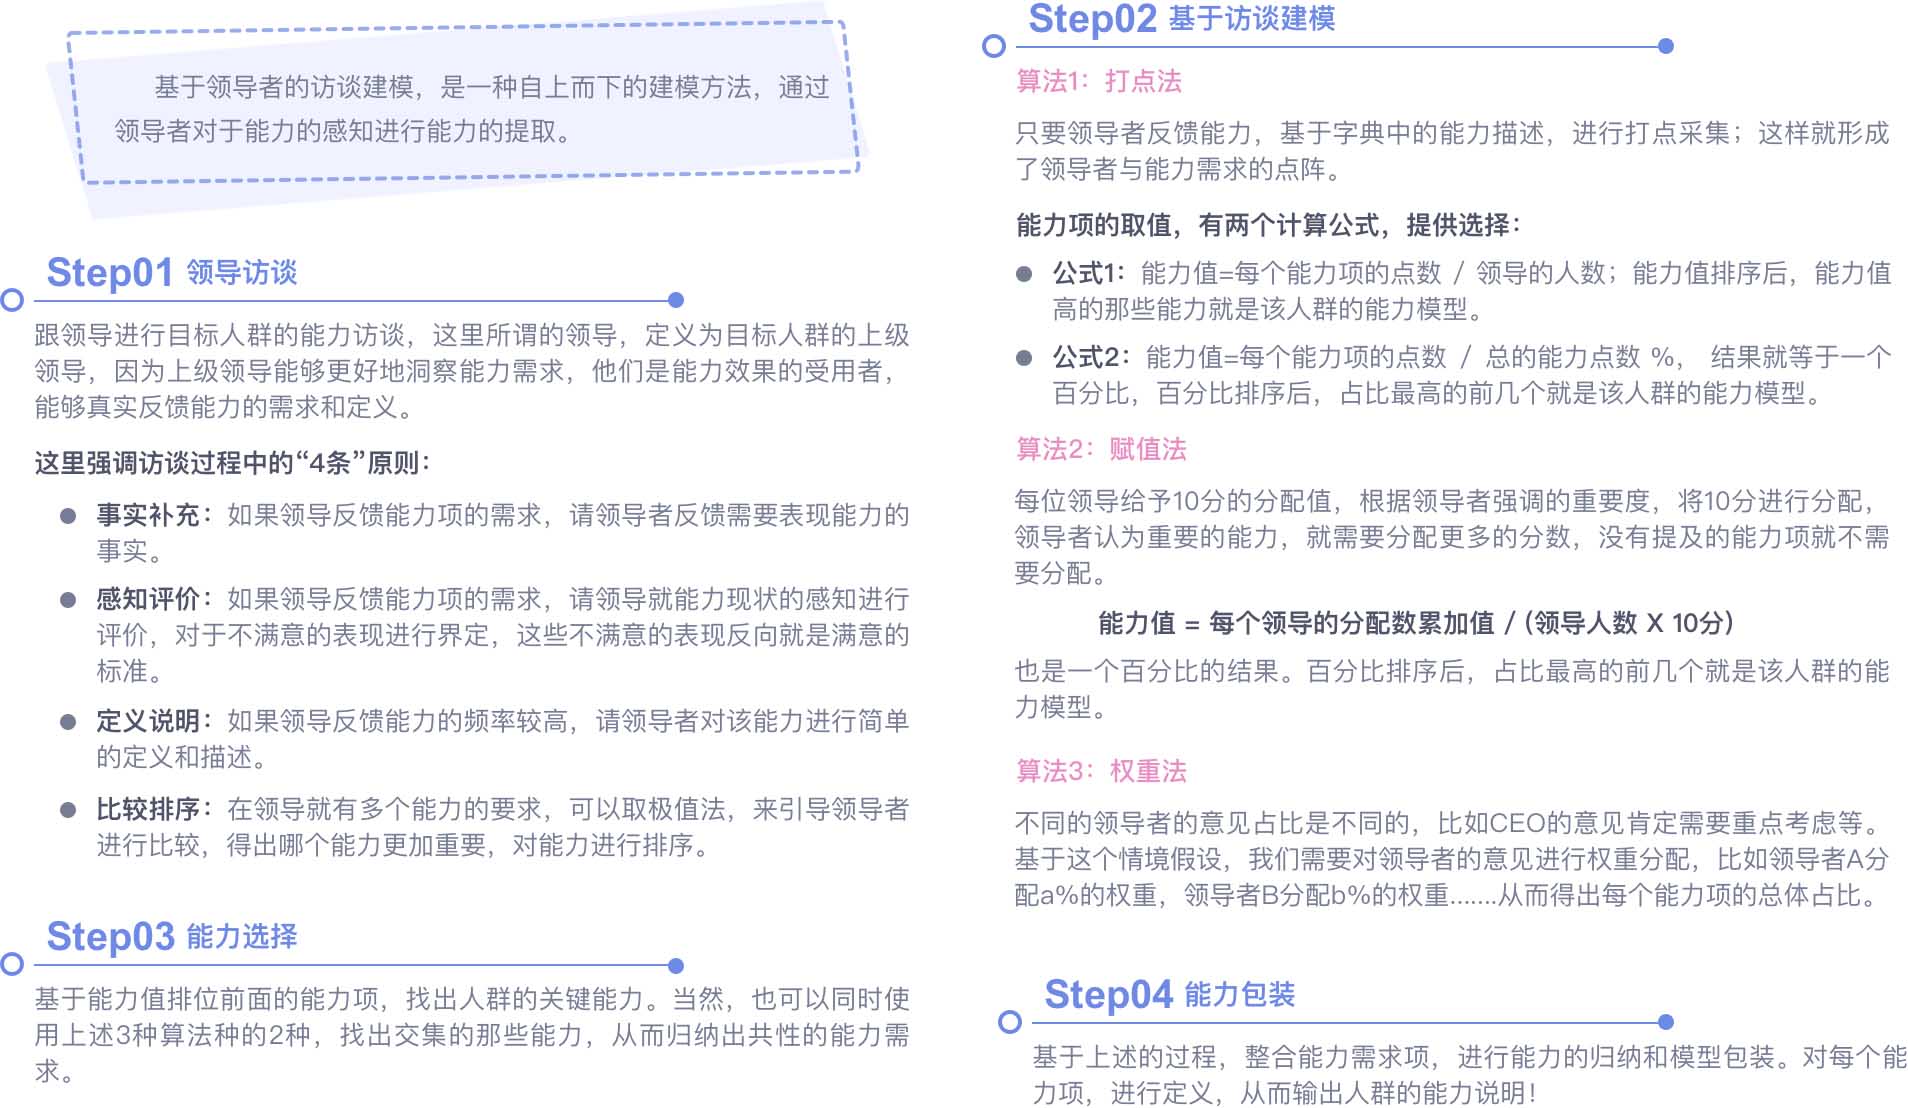 基于领导者的访谈建模，是一种自上而下的建模方法，通过
领导者对于能力的感知进行能力的提取。
Step01 领导访谈
跟领导进行目标人群的能力访谈，这里所谓的领导，定义为目标人群的上级
领导，因为上级领导能够更好地洞察能力需求，他们是能力效果的受用者，
能够真实反馈能力的需求和定义。
这里强调访谈过程中的“4条”原则：
事实补充：如果领导反馈能力项的需求，请领导者反馈需要表现能力的
事实。
感知评价：如果领导反馈能力项的需求，请领导就能力现状的感知进行
评价，对于不满意的表现进行界定，这些不满意的表现反向就是满意的
标准。
定义说明：如果领导反馈能力的频率较高，请领导者对该能力进行简单
的定义和描述。
比较排序：在领导就有多个能力的要求，可以取极值法，来引导领导者
进行比较，得出哪个能力更加重要，对能力进行排序。
Step02 基于访谈建模
算法1：打点法
只要领导者反馈能力，基于字典中的能力描述，进行打点采集；这样就形成
了领导者与能力需求的点阵。
能力项的取值，有两个计算公式，提供选择：
公式1：能力值=每个能力项的点数 / 领导的人数；能力值排序后，能力值
高的那些能力就是该人群的能力模型。
公式2：能力值=每个能力项的点数 / 总的能力点数 %， 结果就等于一个
百分比，百分比排序后，占比最高的前几个就是该人群的能力模型。
算法2：赋值法
每位领导给予10分的分配值，根据领导者强调的重要度，将10分进行分配，
领导者认为重要的能力，就需要分配更多的分数，没有提及的能力项就不需
要分配。
能力值 = 每个领导的分配数累加值 / (领导人数 X 10分)
也是一个百分比的结果。百分比排序后，占比最高的前几个就是该人群的能
力模型。
算法3：权重法
不同的领导者的意见占比是不同的，比如CEO的意见肯定需要重点考虑等。
基于这个情境假设，我们需要对领导者的意见进行权重分配，比如领导者A分
配a%的权重，领导者B分配b%的权重.......从而得出每个能力项的总体占比。
Step03 能力选择
基于能力值排位前面的能力项，找出人群的关键能力。当然，也可以同时使
用上述3种算法种的2种，找出交集的那些能力，从而归纳出共性的能力需
求。
Step04 能力包装
基于上述的过程，整合能力需求项，进行能力的归纳和模型包装。对每个能
力项，进行定义，从而输出人群的能力说明！